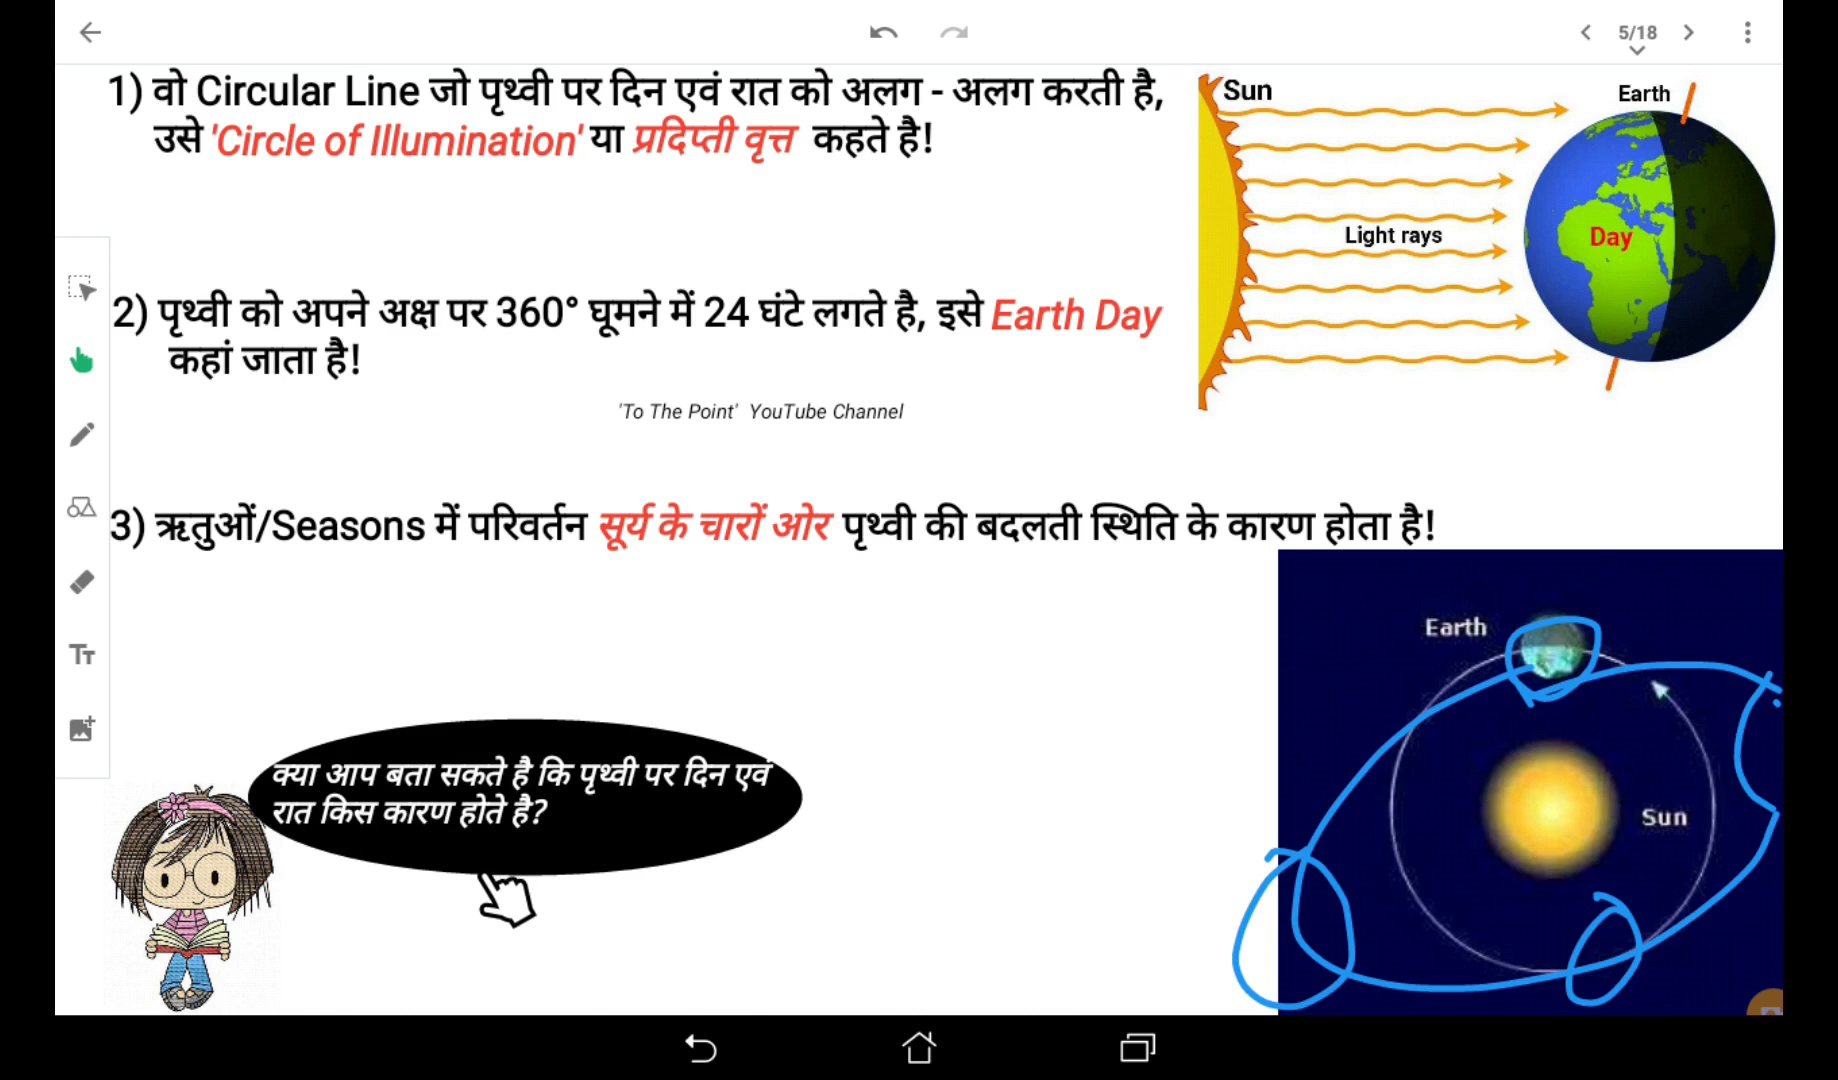 5/18
1) वो Circular Line जो पृथ्वी पर दिन एवं रात को अलग - अलग करती है,
उसे 'Circle of Illumination' या प्रदिप्ती वृत्त कहते है!
Sun
Earth
Light rays
Day
2) पृथ्वी को अपने अक्ष पर 360° घूमने में 24 घंटे लगते है, इसे Earth Day
कहां जाता है!
'To The Point' YouTube Channel
3) ऋतुओं/Seasons में परिवर्तन सूर्य के चारों ओर पृथ्वी की बदलती स्थिति के कारण होता है!
Earth
Sun
क्या आप बता सकते है कि पृथ्वी पर दिन एवं
रात किस कारण होते है?
Tт